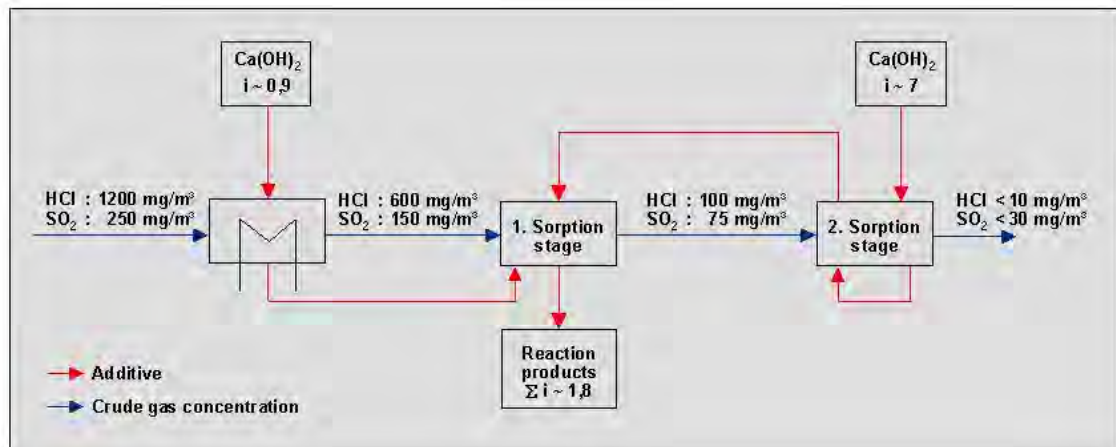 Ca(OH)₂
i ~ 0,9
Ca(OH)₂
i ~ 7
HCl : 1200 mg/m³
SO₂ : 250 mg/m³
HCl : 600 mg/m³
SO₂ : 150 mg/m³
1. Sorption
stage
HCl : 100 mg/m³
SO₂ : 75 mg/m³
2. Sorption
stage
HCl <10 mg/m³
SO₂ <30 mg/m³
Reaction
products
Σ i ~ 1,8
Additive
Crude gas concentration